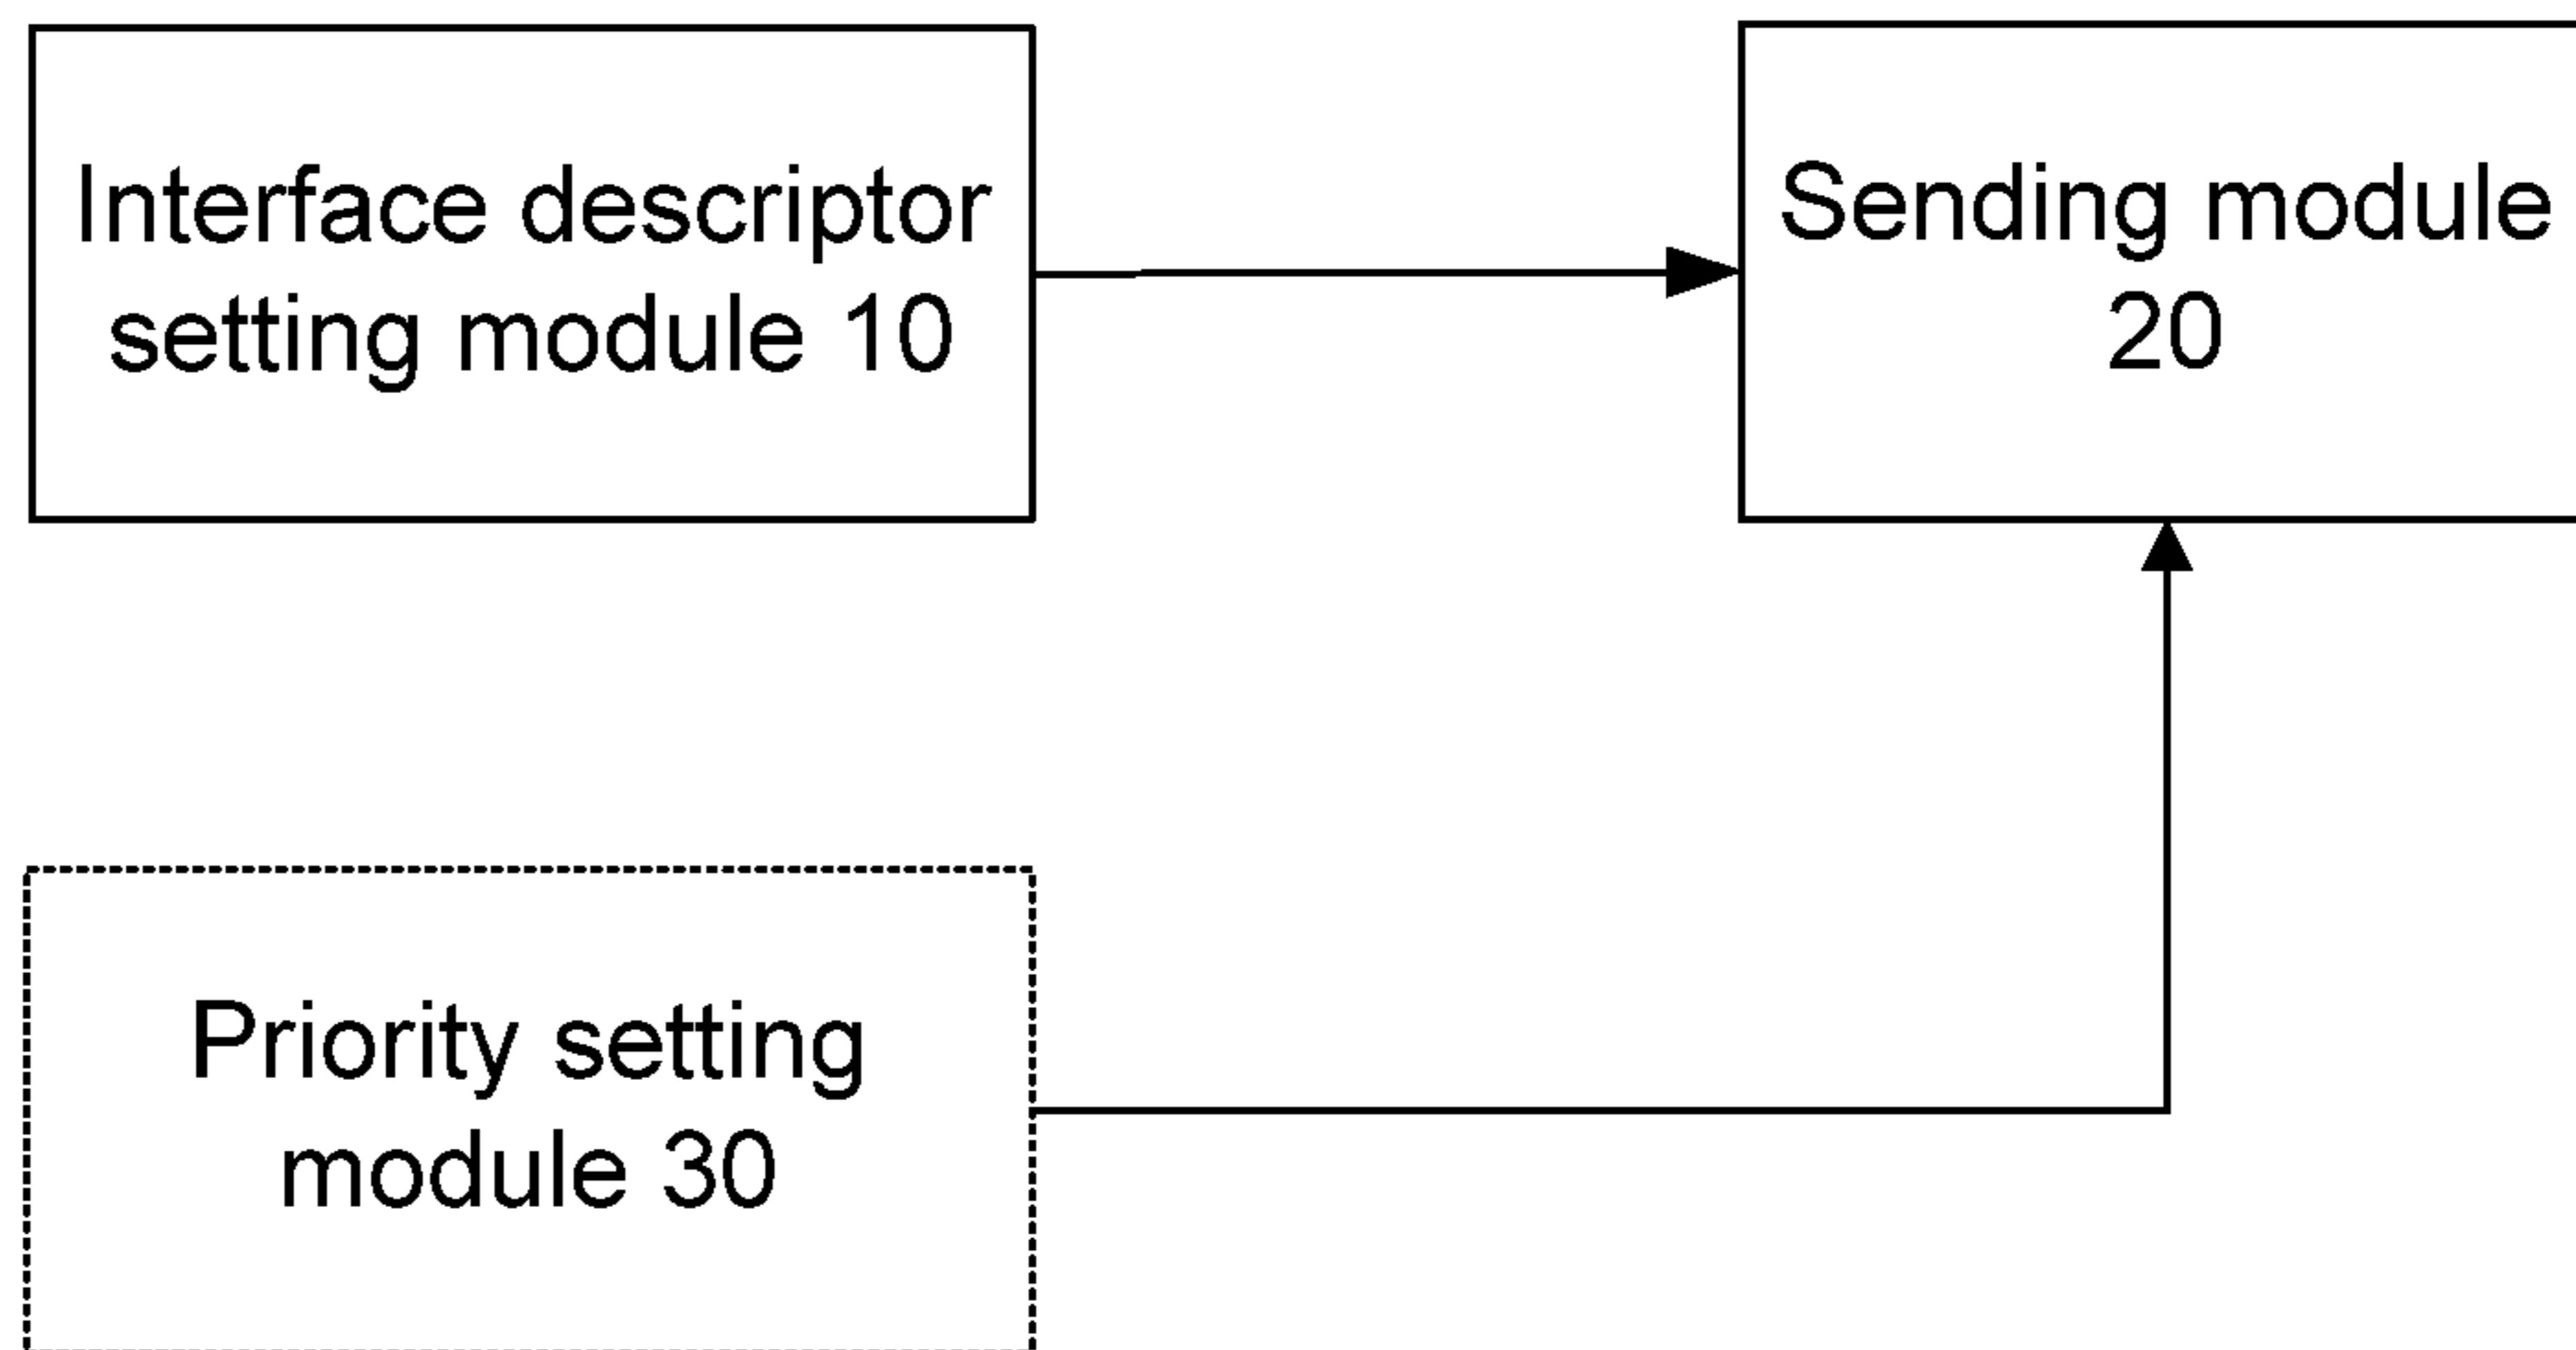 Interface descriptor
setting module 10
Sending module
20
Priority setting
module 30